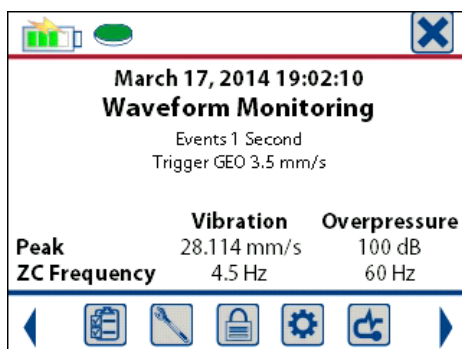 March 17, 2014 19:02:10
Waveform Monitoring
Events 1 Second
Trigger GEO 3.5 mm/s
Vibration Overpressure
Peak 28.114 mm/s 100 dB
ZC Frequency 4.5 Hz 60 Hz